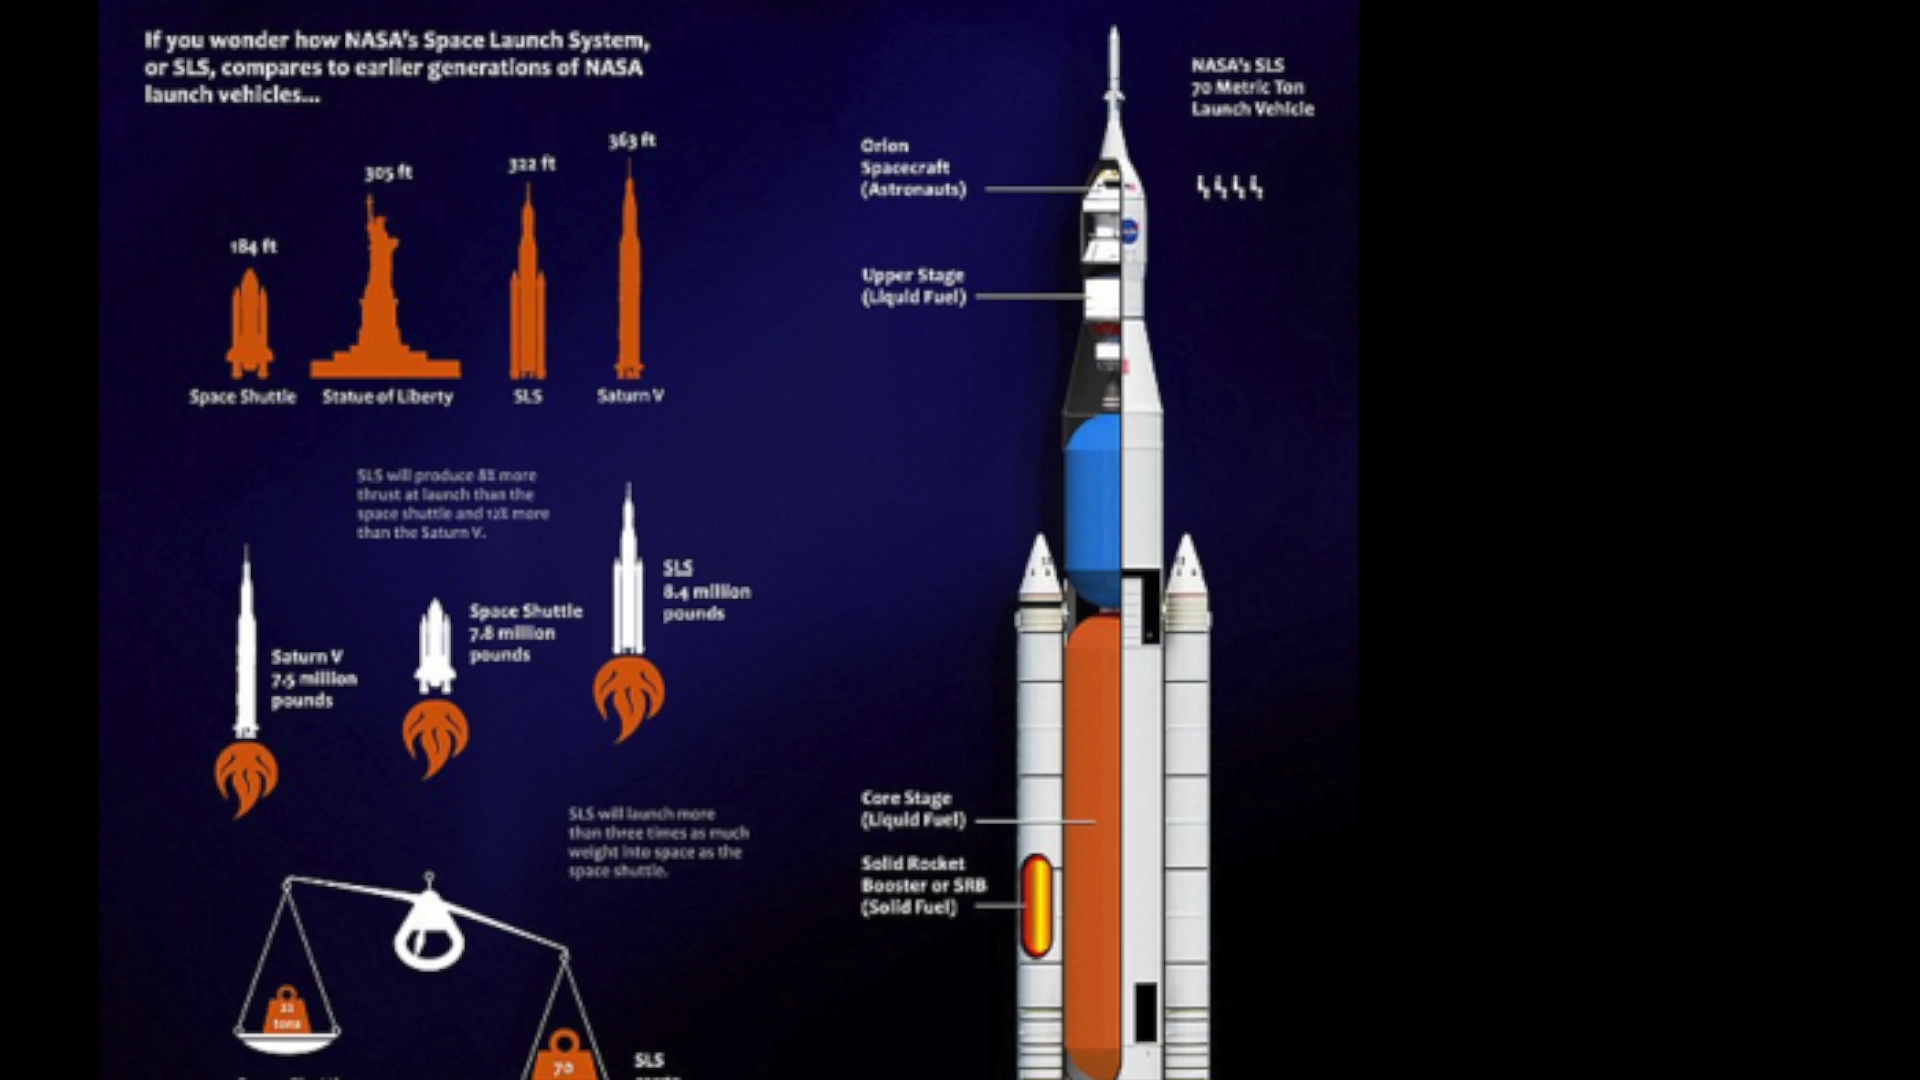 If you wonder how NASA's Space Launch System,
or SLS, compares to earlier generations of NASA
launch vehicles...
184 ft
305 ft
322 ft
363 ft
Space Shuttle
Statue of Liberty
SLS
Saturn V
SLS will produce 8% more
thrust at launch than the
space shuttle and 12% more
than the Saturn V.
Saturn V
7.5 million
pounds
Space Shuttle
7.8 million
pounds
SLS
8.4 million
pounds
SLS will launch more
than three times as much
weight into space as the
space shuttle.
tons
70
SLS
NASA's SLS
70 Metric Ton
Launch Vehicle
Orion
Spacecraft
(Astronauts)
Upper Stage
(Liquid Fuel)
Core Stage
(Liquid Fuel)
Solid Rocket
Booster or SRB
(Solid Fuel)